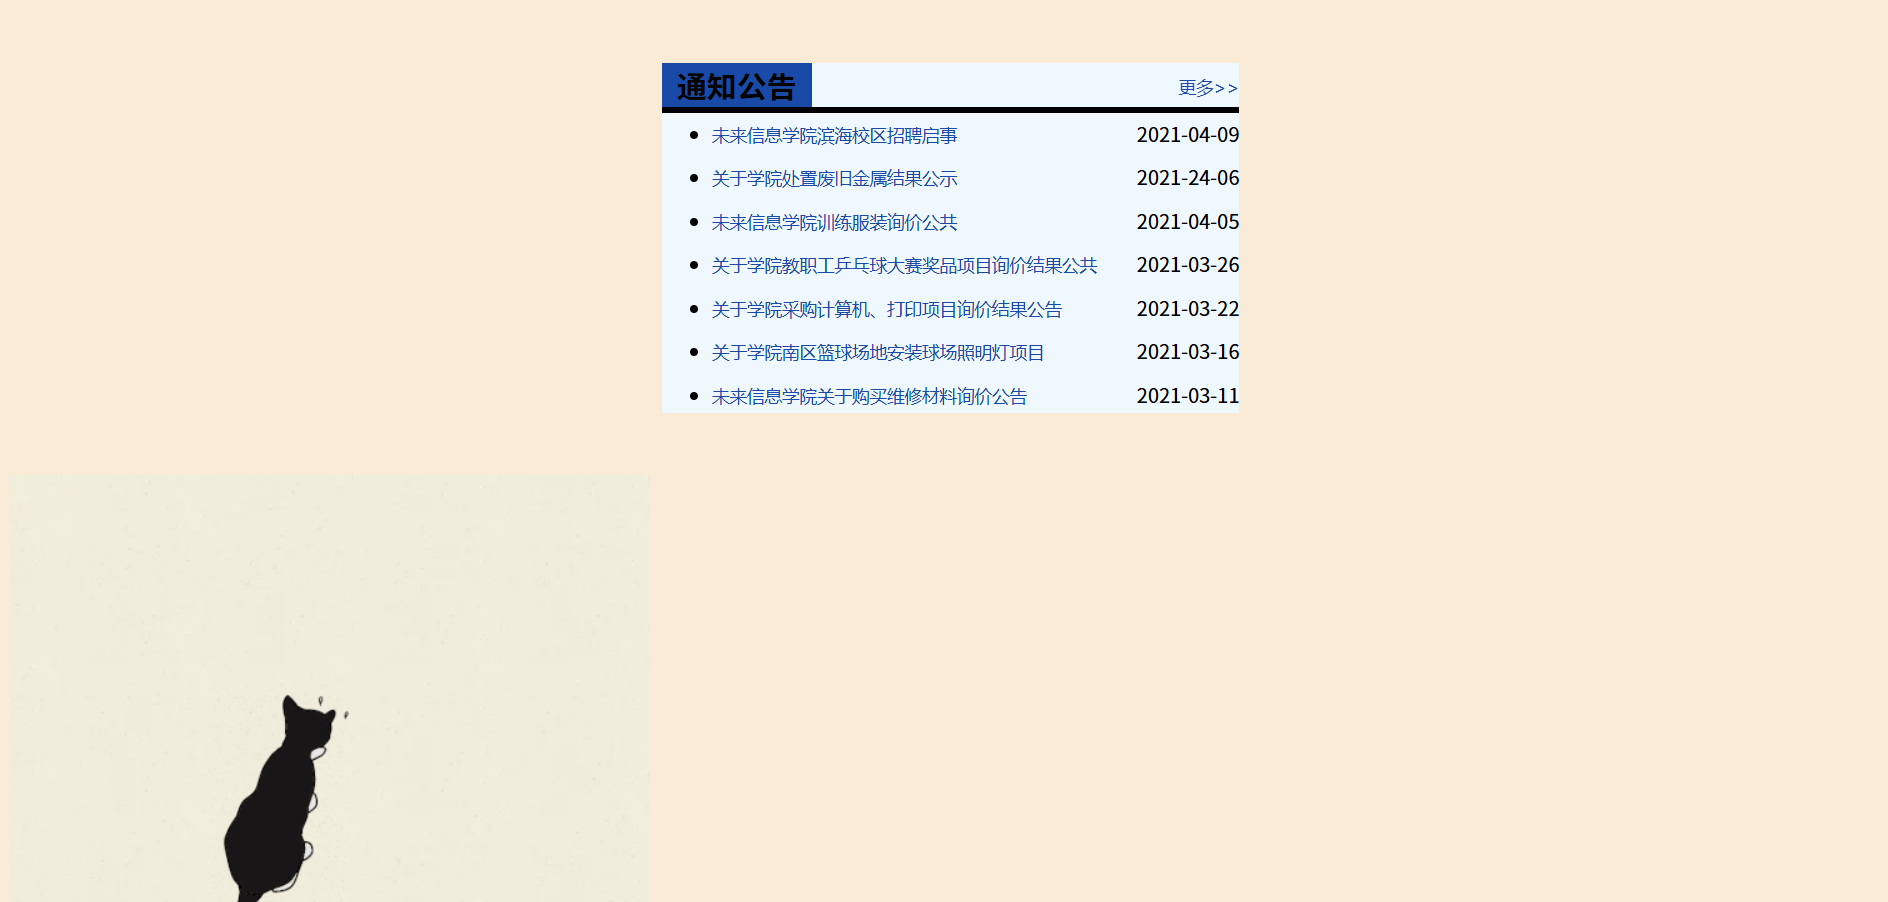 通知公告 更多>>
未来信息学院滨海校区招聘启事 2021-04-09
关于学院处置废旧金属结果公示 2021-24-06
未来信息学院训练服装询价公共 2021-04-05
关于学院教职工乒乓球大赛奖品项目询价结果公共 2021-03-26
关于学院采购计算机、打印项目询价结果公告 2021-03-22
关于学院南区篮球场地安装球场照明灯项目 2021-03-16
未来信息学院关于购买维修材料询价公告 2021-03-11